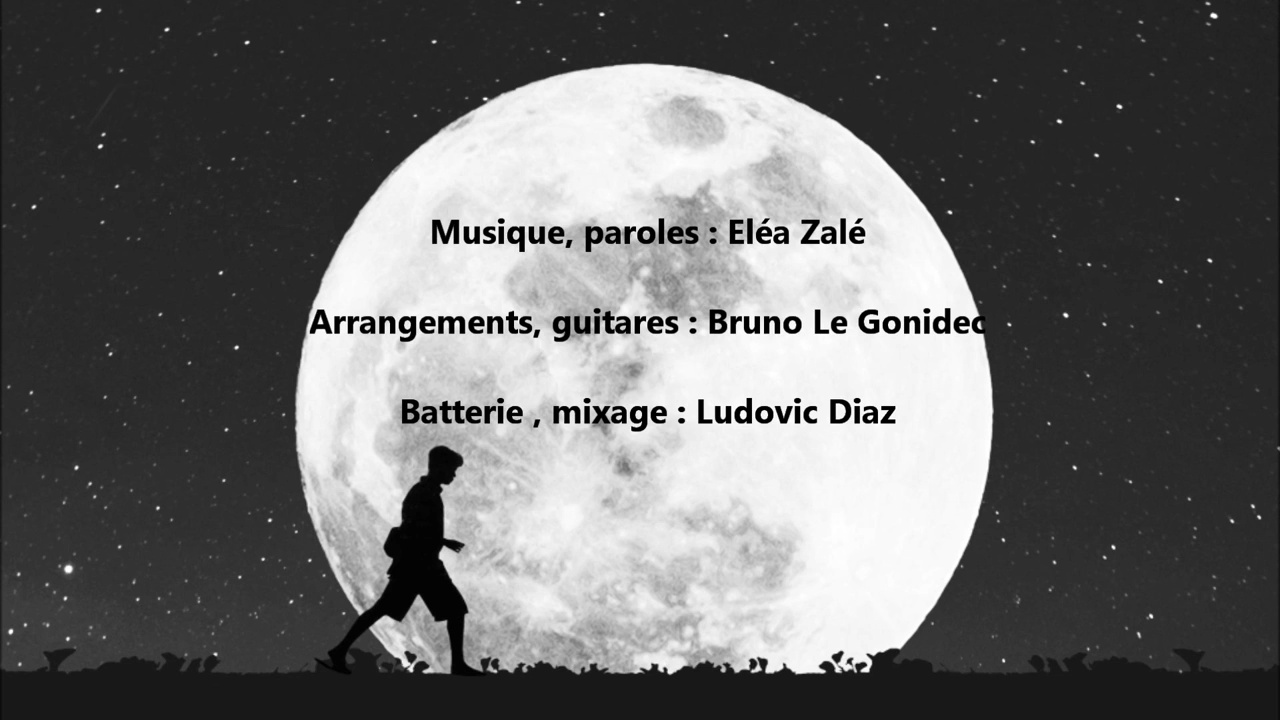 Musique, paroles : Eléa Zalé
Arrangements, guitares : Bruno Le Gonidec
Batterie , mixage : Ludovic Diaz